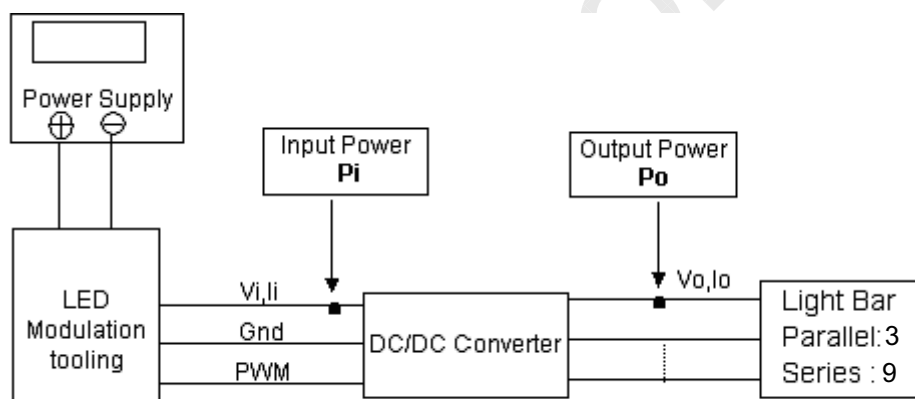 Power Supply
Input Power
Pi
Output Power
Po
LED
Modulation
tooling
Vi,Ii
Gnd
PWM
DC/DC Converter
Vo,Io
Light Bar
Parallel:3
Series : 9